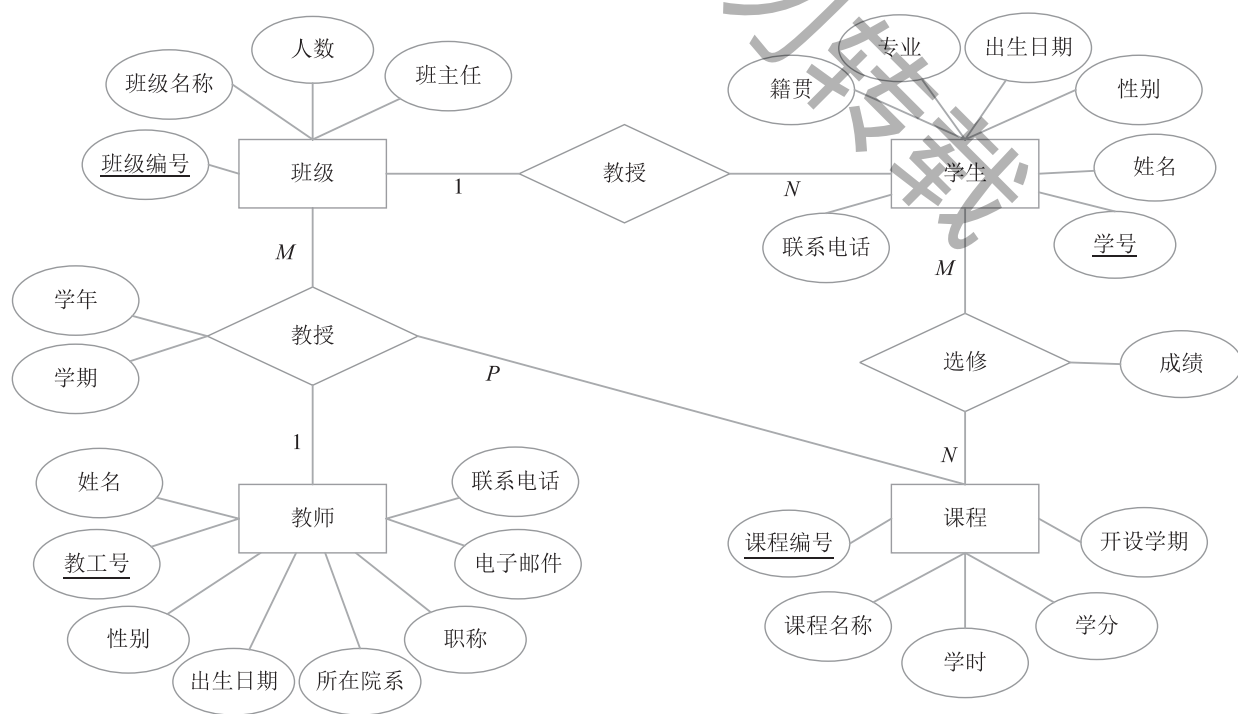 人数
班级名称
班主任
班级编号
班级
1
教授
N
学生
籍贯
专业
出生日期
性别
姓名
学号
联系电话
M
M
学年
学期
教授
P
选修
成绩
1
N
姓名
教工号
性别
出生日期
所在院系
职称
电子邮件
联系电话
教师
课程
课程编号
课程名称
学时
学分
开设学期
转载